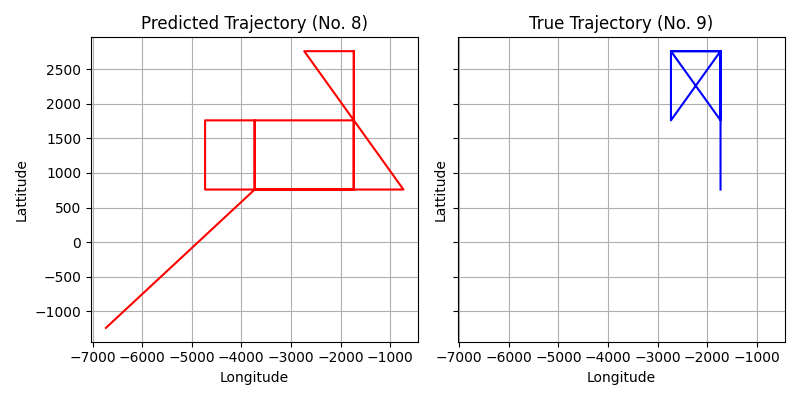 Predicted Trajectory (No. 8)
Lattitude
2500
2000
1500
1000
500
0
−500
−1000
−7000 −6000 −5000 −4000 −3000 −2000 −1000
Longitude
True Trajectory (No. 9)
Lattitude
−7000 −6000 −5000 −4000 −3000 −2000 −1000
Longitude